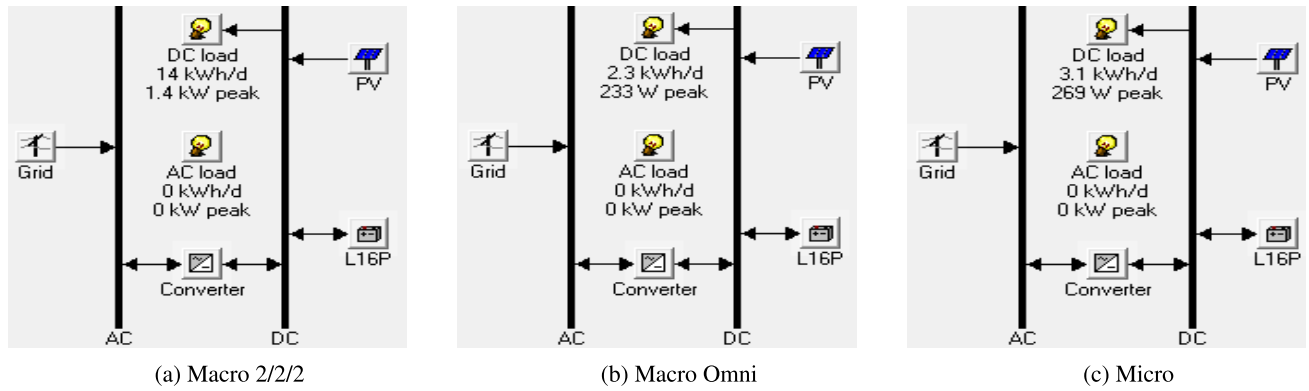 DC load
14 kWh/d
1.4 kW peak
PV
Grid
AC load
0 kWh/d
0 kW peak
L16P
Converter
AC
DC
(a) Macro 2/2/2
DC load
2.3 kWh/d
233 W peak
PV
Grid
AC load
0 kWh/d
0 kW peak
L16P
Converter
AC
DC
(b) Macro Omni
DC load
3.1 kWh/d
269 W peak
PV
Grid
AC load
0 kWh/d
0 kW peak
L16P
Converter
AC
DC
(c) Micro